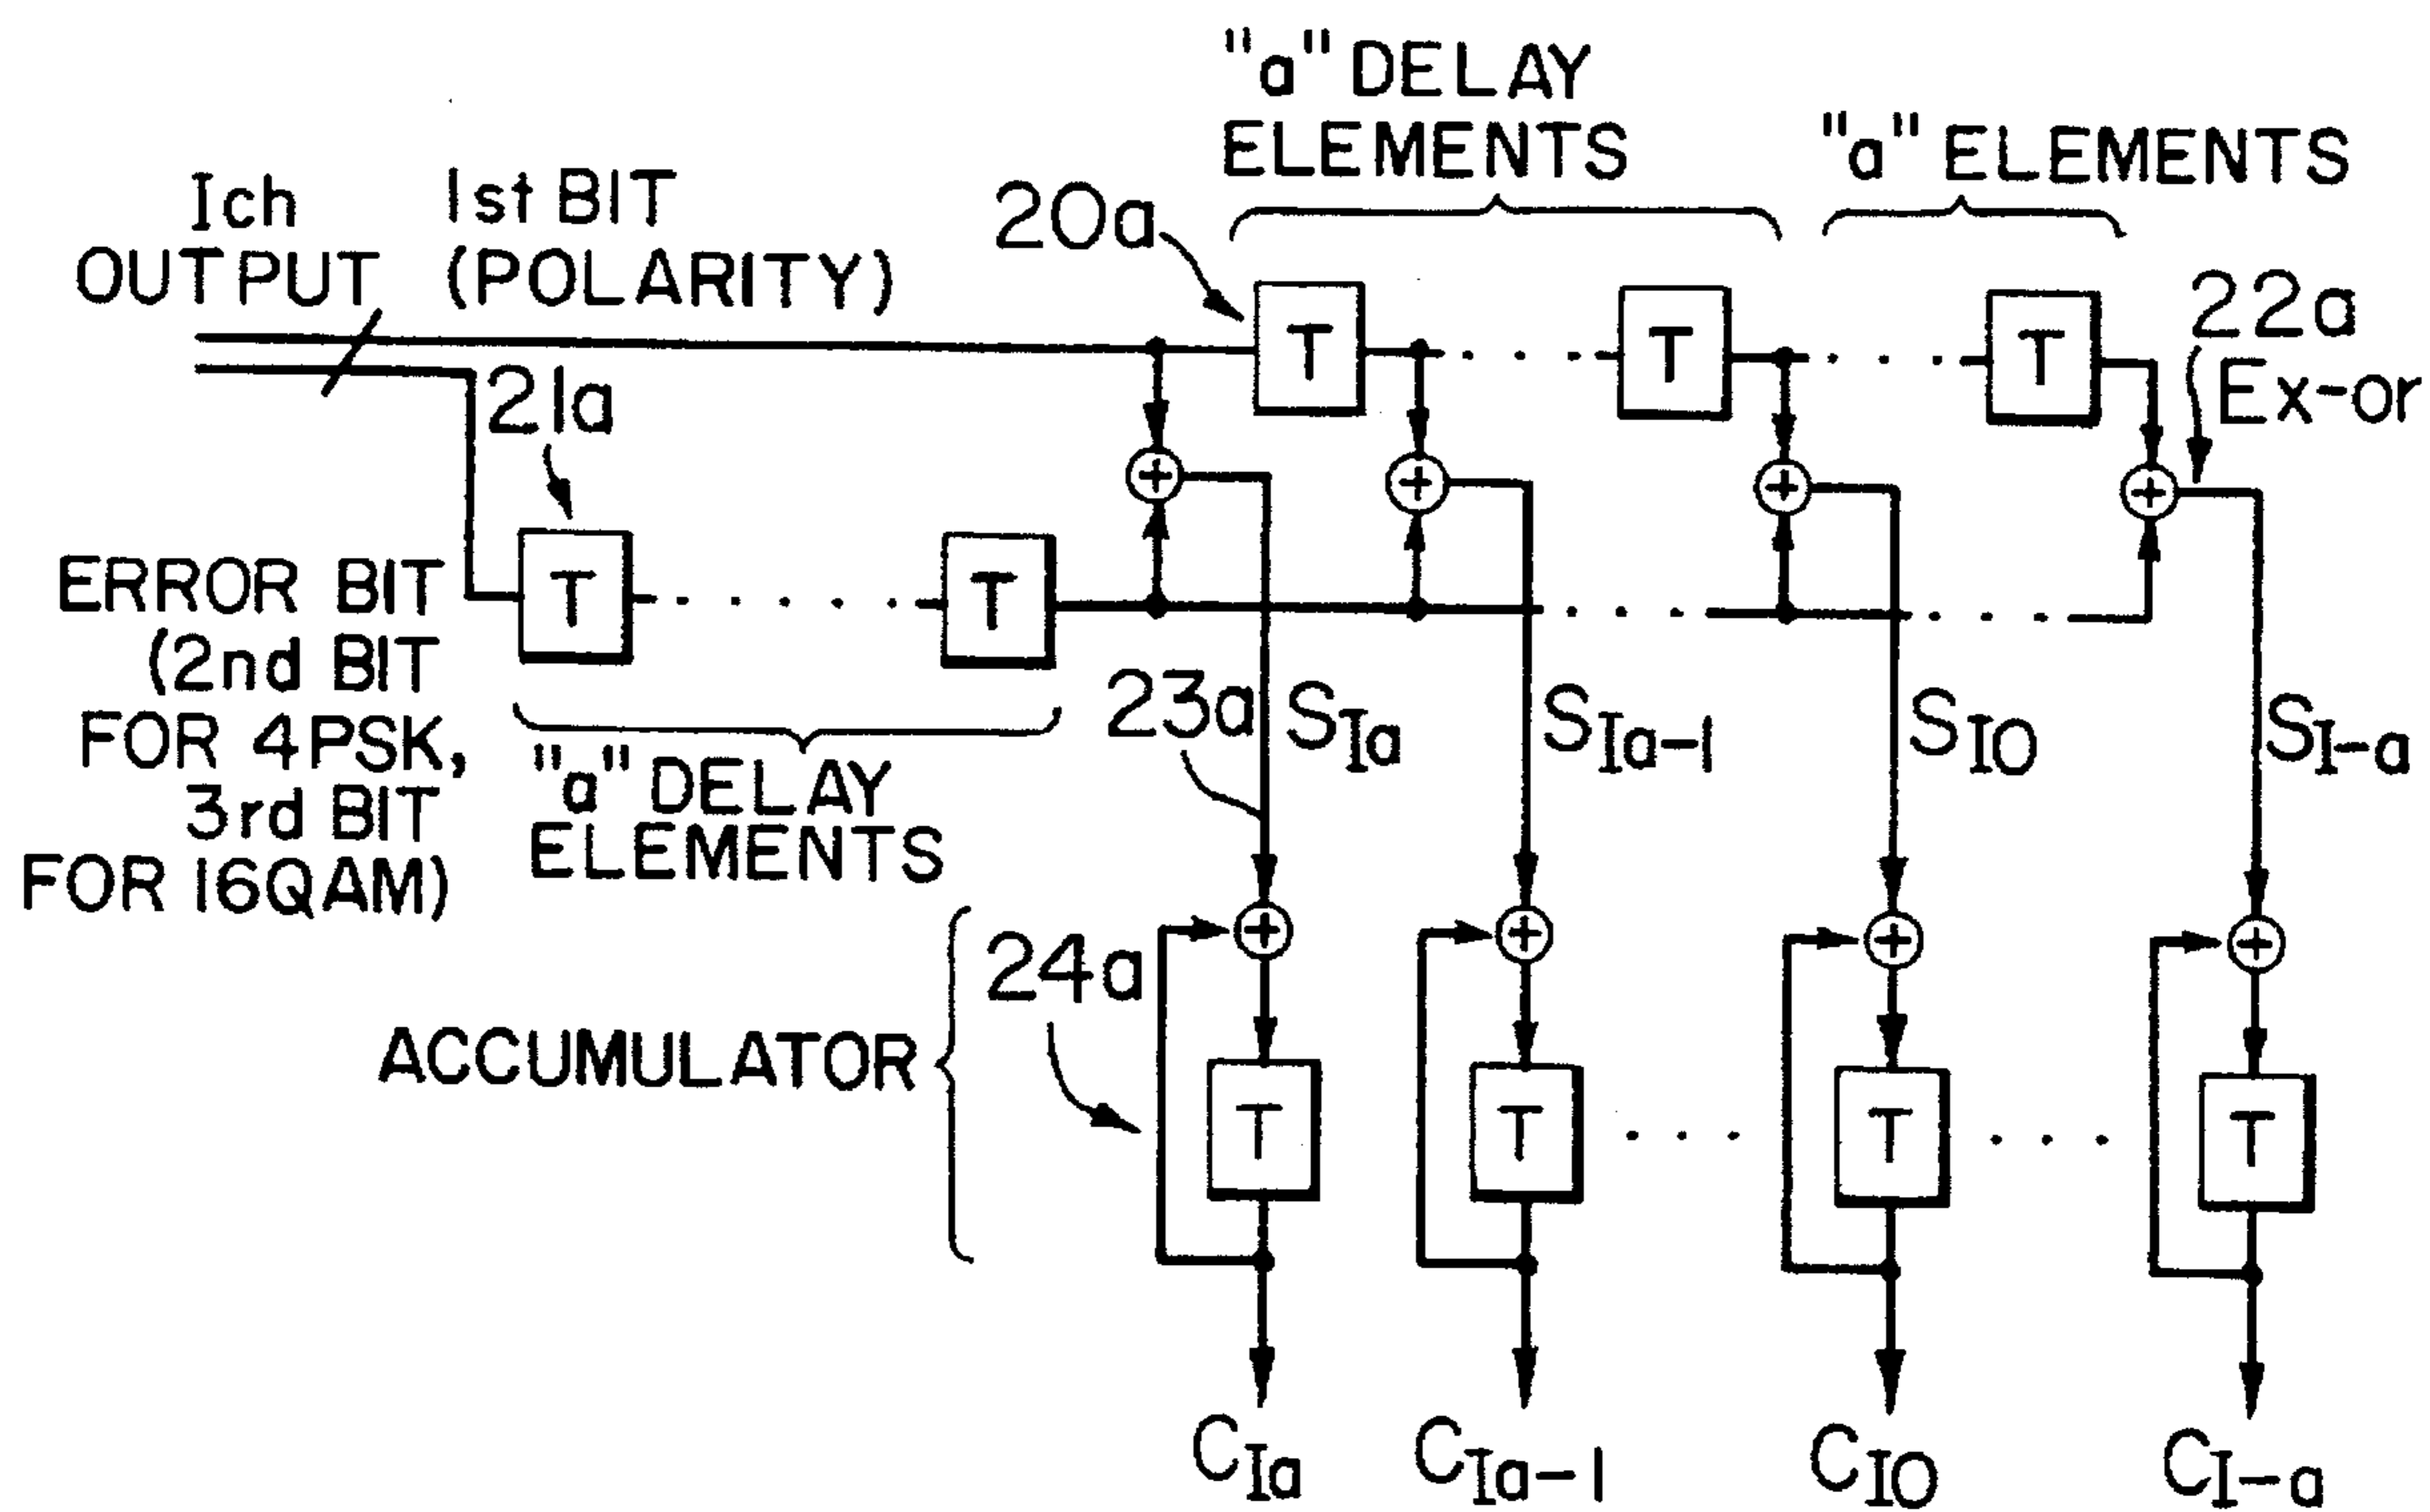 "a" DELAY
ELEMENTS
"a" ELEMENTS
Ich
OUTPUT
1st BIT
(POLARITY)
20a
22a
Ex-or
T
T
T
21a
+
+
+
+
ERROR BIT
(2nd BIT
FOR 4PSK,
3rd BIT
FOR 16QAM)
T
T
"a" DELAY
ELEMENTS
23a
SIa
SIa-1
SI0
SI-a
ACCUMULATOR
24a
+
+
+
+
T
T
T
T
CIa
CIa-1
CI0
CI-a